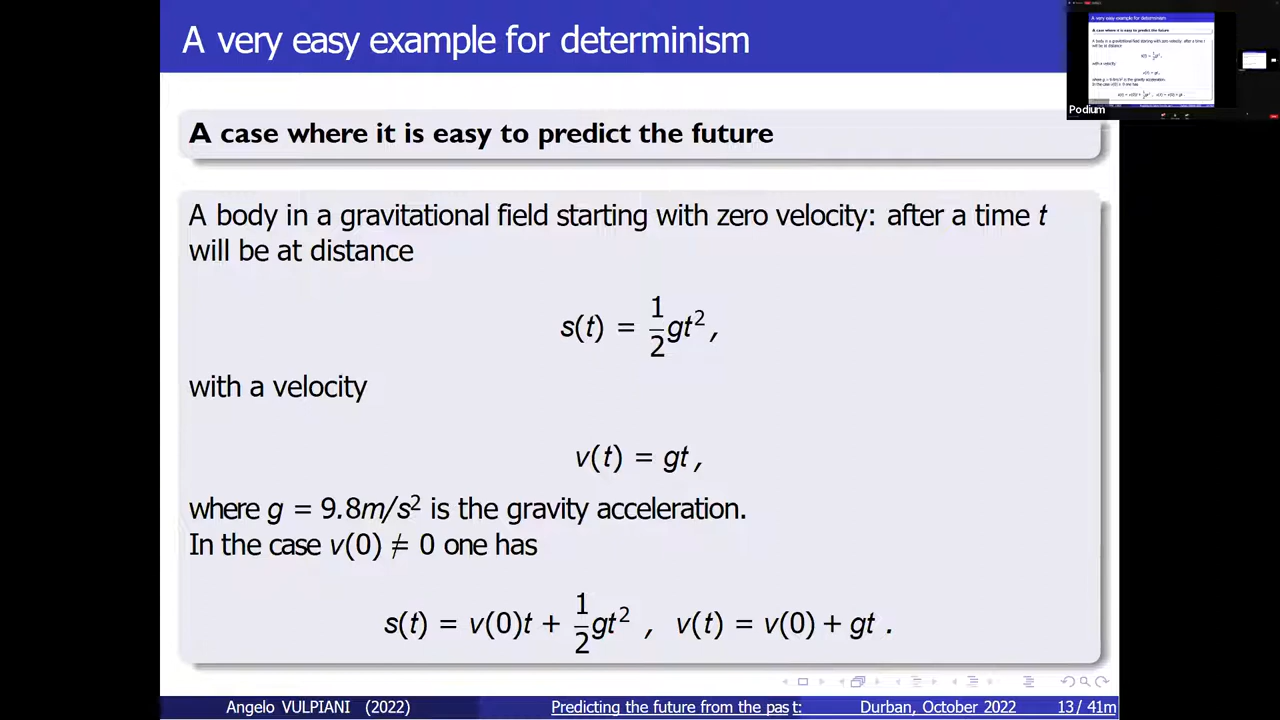 A very easy example for determinism
Podium
A case where it is easy to predict the future
A body in a gravitational field starting with zero velocity: after a time t
will be at distance
s(t) = 1/2 gt²,
with a velocity
v(t) = gt,
where g = 9.8m/s² is the gravity acceleration.
In the case v(0) ≠ 0 one has
s(t) = v(0)t + 1/2 gt² , v(t) = v(0) + gt .
Angelo VULPIANI (2022) Predicting the future from the past: Durban, October 2022 13 / 41m